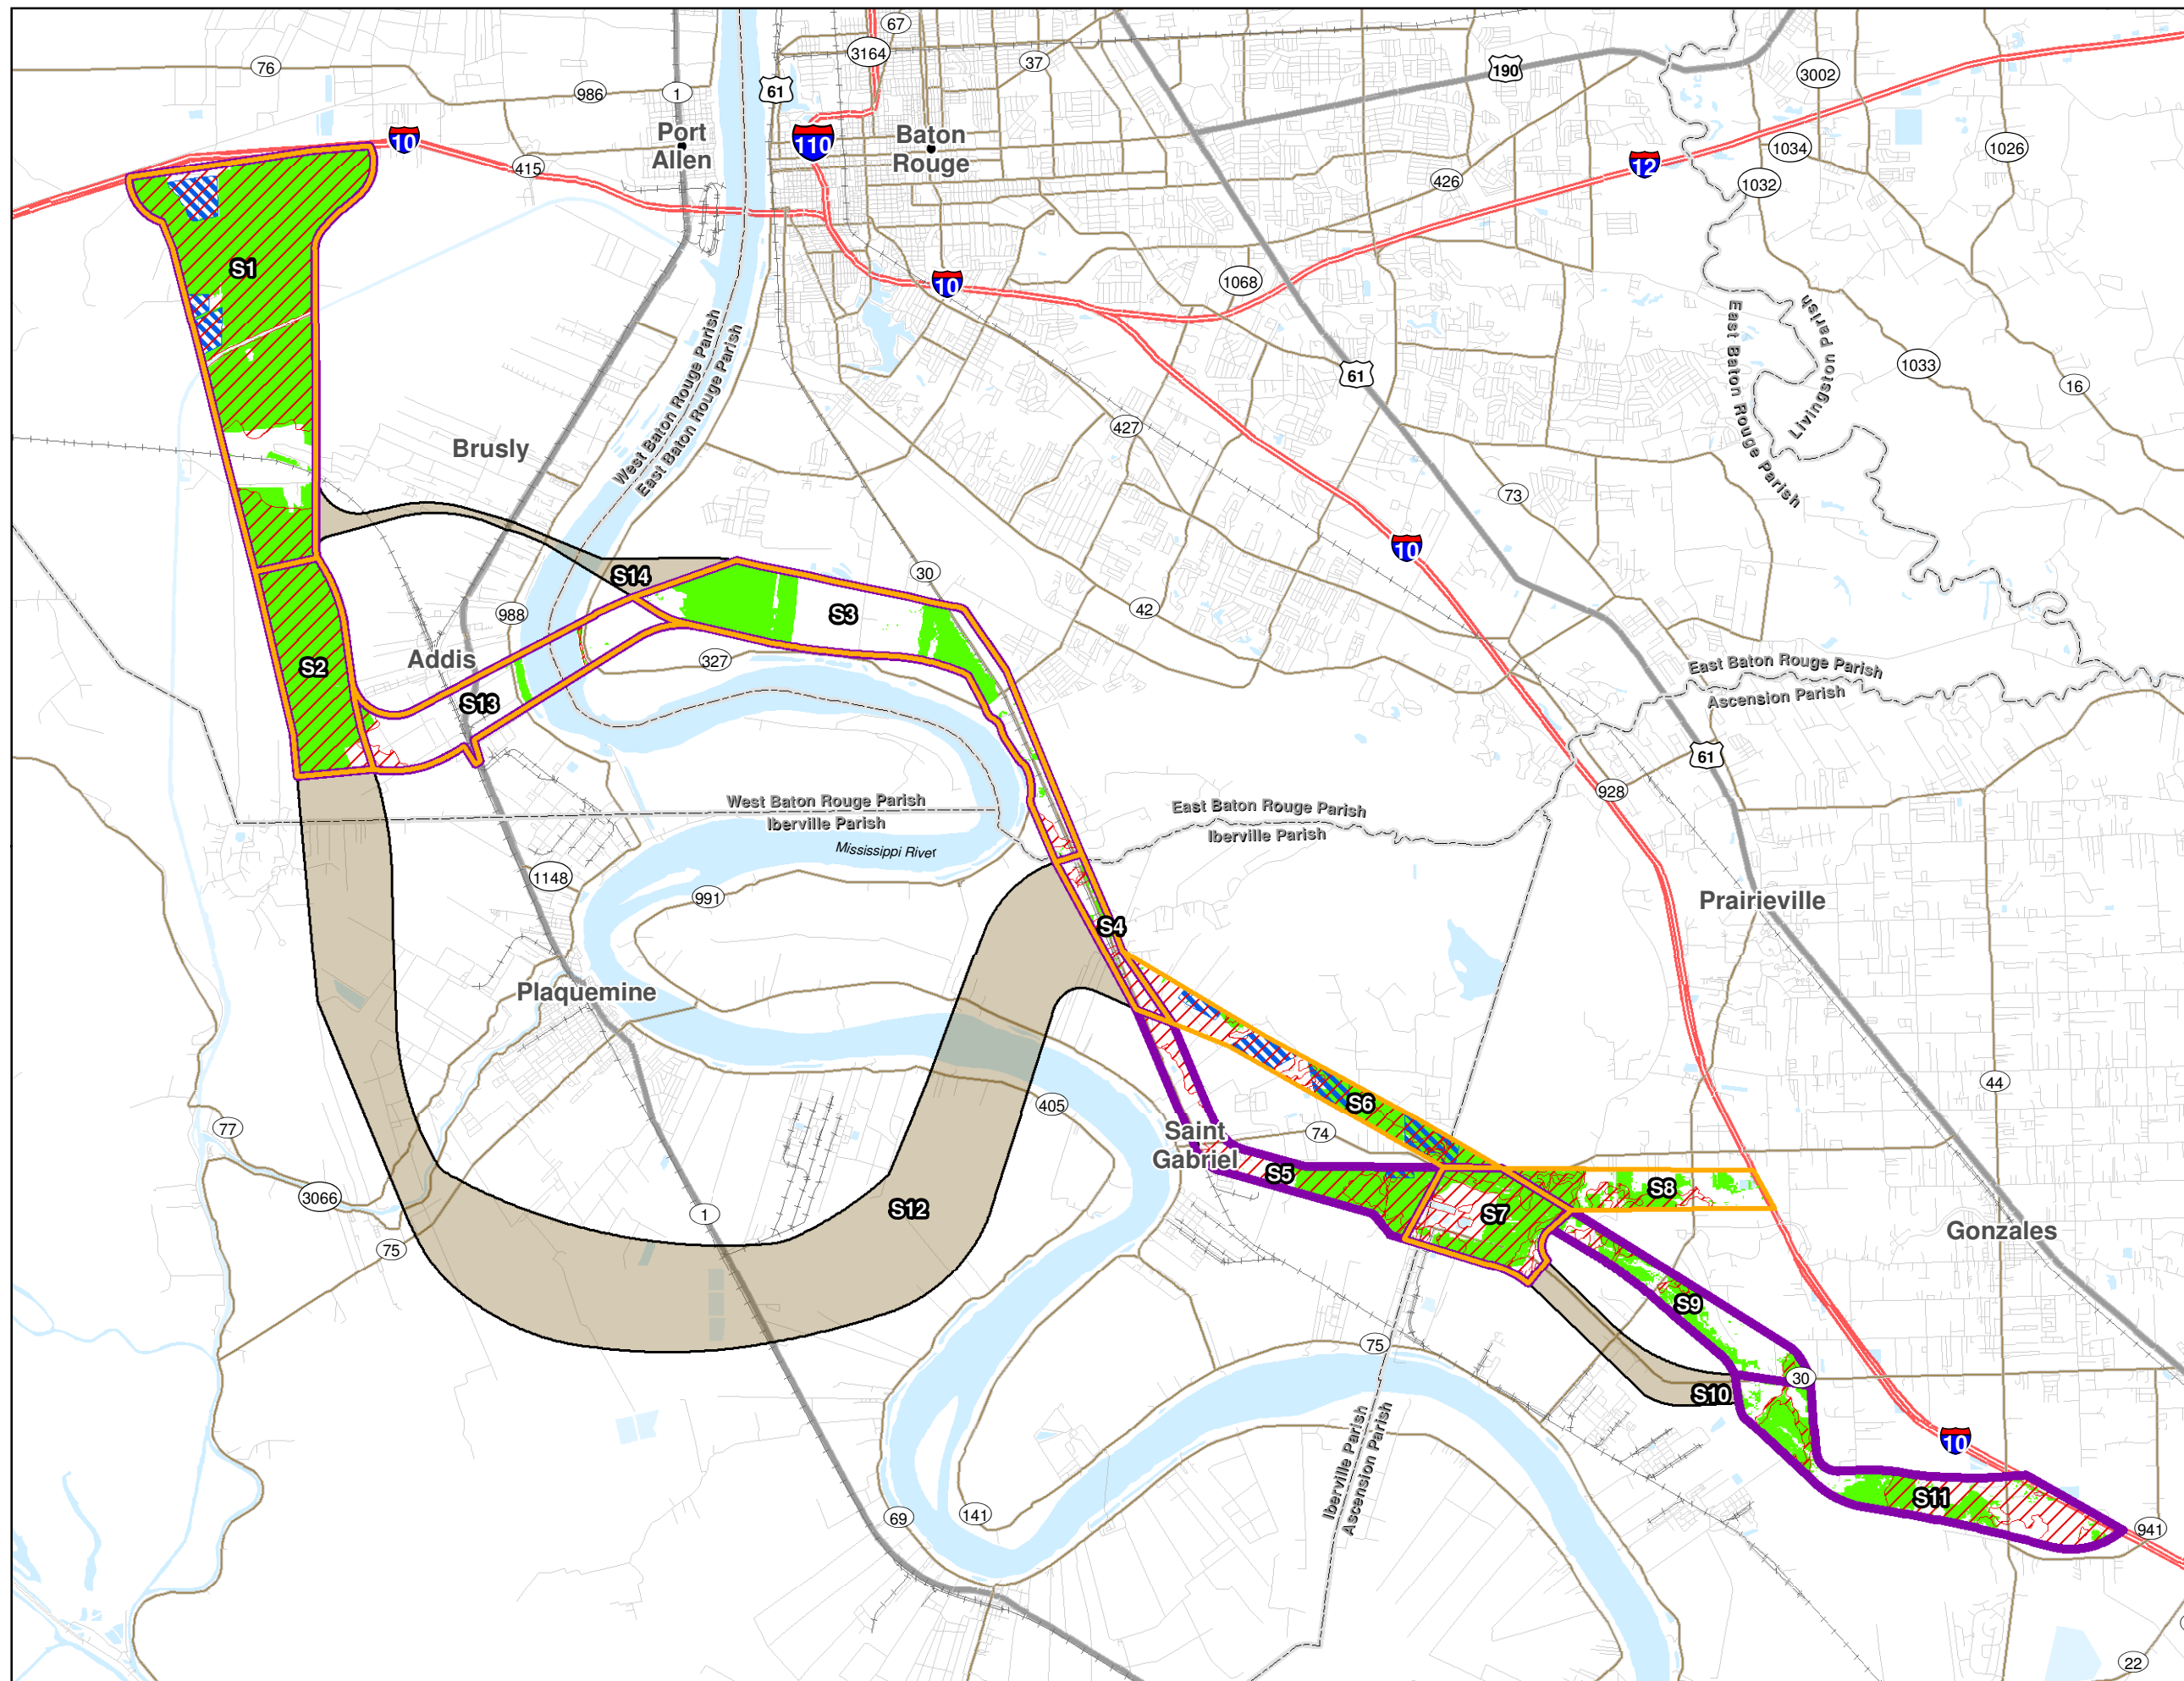 67
3164
37
76
61
190
3002
986
1
10
110
Port
Allen
Baton
Rouge
1034
1026
415
12
426
1032
S1
10
1068
East Baton Rouge Parish
Livingston Parish
West Baton Rouge Parish
East Baton Rouge Parish
61
1033
16
427
Brusly
73
10
S14
30
42
988
S3
327
Addis
S2
S13
East Baton Rouge Parish
Ascension Parish
61
928
West Baton Rouge Parish
Iberville Parish
East Baton Rouge Parish
Iberville Parish
Mississippi River
1148
991
Prairieville
S4
Plaquemine
44
405
S6
77
Saint
Gabriel
74
S5
S8
3066
S12
1
S7
Gonzales
75
S9
75
30
S10
10
Iberville Parish
Ascension Parish
S11
69
141
941
22